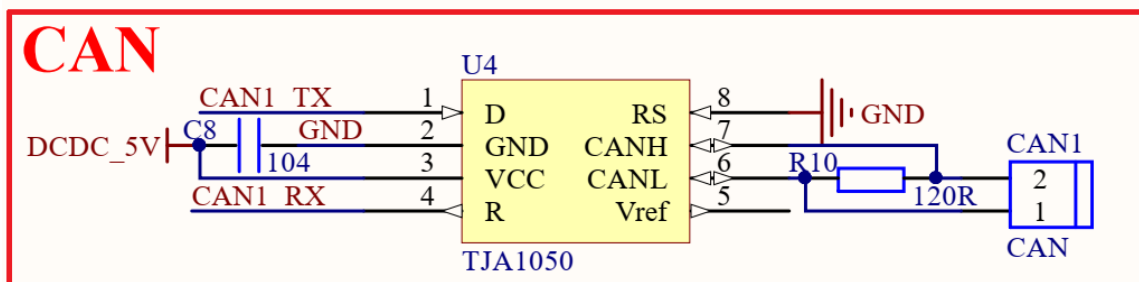 CAN
U4
CAN1_TX 1 D RS 8 GND
C8 GND 2 GND CANH 7 CAN1
DCDC_5V 104 3 VCC CANL 6 R10 120R 2
CAN1_RX 4 R Vref 5 1
TJA1050 CAN